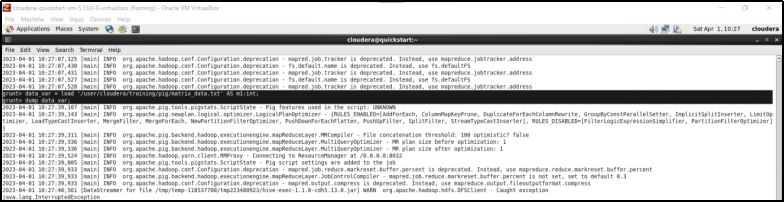 cloudera-quickstart-vm-5.13.0-0-virtualbox [Running] - Oracle VM VirtualBox
File Machine View Input Devices Help
Applications Places System Sat Apr 1, 10:27 cloudera
cloudera@quickstart:~
File Edit View Search Terminal Help
2023-04-01 10:27:07,325 [main] INFO org.apache.hadoop.conf.Configuration.deprecation - mapred.job.tracker is deprecated. Instead, use mapreduce.jobtracker.address
2023-04-01 10:27:07,430 [main] INFO org.apache.hadoop.conf.Configuration.deprecation - fs.default.name is deprecated. Instead, use fs.defaultFS
2023-04-01 10:27:07,431 [main] INFO org.apache.hadoop.conf.Configuration.deprecation - mapred.job.tracker is deprecated. Instead, use mapreduce.jobtracker.address
2023-04-01 10:27:07,527 [main] INFO org.apache.hadoop.conf.Configuration.deprecation - fs.default.name is deprecated. Instead, use fs.defaultFS
2023-04-01 10:27:07,528 [main] INFO org.apache.hadoop.conf.Configuration.deprecation - mapred.job.tracker is deprecated. Instead, use mapreduce.jobtracker.address
grunt> data_var = load '/user/cloudera/training/pig/matrix_data.txt' AS mi:int;
grunt> dump data_var;
2023-04-01 10:27:39,107 [main] INFO org.apache.pig.tools.pigstats.ScriptState - Pig features used in the script: UNKNOWN
2023-04-01 10:27:39,143 [main] INFO org.apache.pig.newplan.logical.optimizer.LogicalPlanOptimizer - {RULES_ENABLED=[AddForEach, ColumnMapKeyPrune, DuplicateForEachColumnRewrite, GroupByConstParallelSetter, ImplicitSplitInserter, LimitOp
timizer, LoadTypeCastInserter, MergeFilter, MergeForEach, NewPartitionFilterOptimizer, PushDownForEachFlatten, PushUpFilter, SplitFilter, StreamTypeCastInserter], RULES_DISABLED=[FilterLogicExpressionSimplifier, PartitionFilterOptimizer]
}
2023-04-01 10:27:39,311 [main] INFO org.apache.pig.backend.hadoop.executionengine.mapReduceLayer.MRCompiler - File concatenation threshold: 100 optimistic? false
2023-04-01 10:27:39,336 [main] INFO org.apache.pig.backend.hadoop.executionengine.mapReduceLayer.MultiQueryOptimizer - MR plan size before optimization: 1
2023-04-01 10:27:39,336 [main] INFO org.apache.pig.backend.hadoop.executionengine.mapReduceLayer.MultiQueryOptimizer - MR plan size after optimization: 1
2023-04-01 10:27:39,524 [main] INFO org.apache.hadoop.yarn.client.RMProxy - Connecting to ResourceManager at /0.0.0.0:8032
2023-04-01 10:27:39,805 [main] INFO org.apache.pig.tools.pigstats.ScriptState - Pig script settings are added to the job
2023-04-01 10:27:39,933 [main] INFO org.apache.hadoop.conf.Configuration.deprecation - mapred.job.reduce.markreset.buffer.percent is deprecated. Instead, use mapreduce.reduce.markreset.buffer.percent
2023-04-01 10:27:39,933 [main] INFO org.apache.pig.backend.hadoop.executionengine.mapReduceLayer.JobControlCompiler - mapred.job.reduce.markreset.buffer.percent is not set, set to default 0.3
2023-04-01 10:27:39,933 [main] INFO org.apache.hadoop.conf.Configuration.deprecation - mapred.output.compress is deprecated. Instead, use mapreduce.output.fileoutputformat.compress
2023-04-01 10:27:40,561 [DataStreamer for file /tmp/temp-118537700/tmp223480923/hive-exec-1.1.0-cdh5.13.0.jar] WARN org.apache.hadoop.hdfs.DFSClient - Caught exception
java.lang.InterruptedException